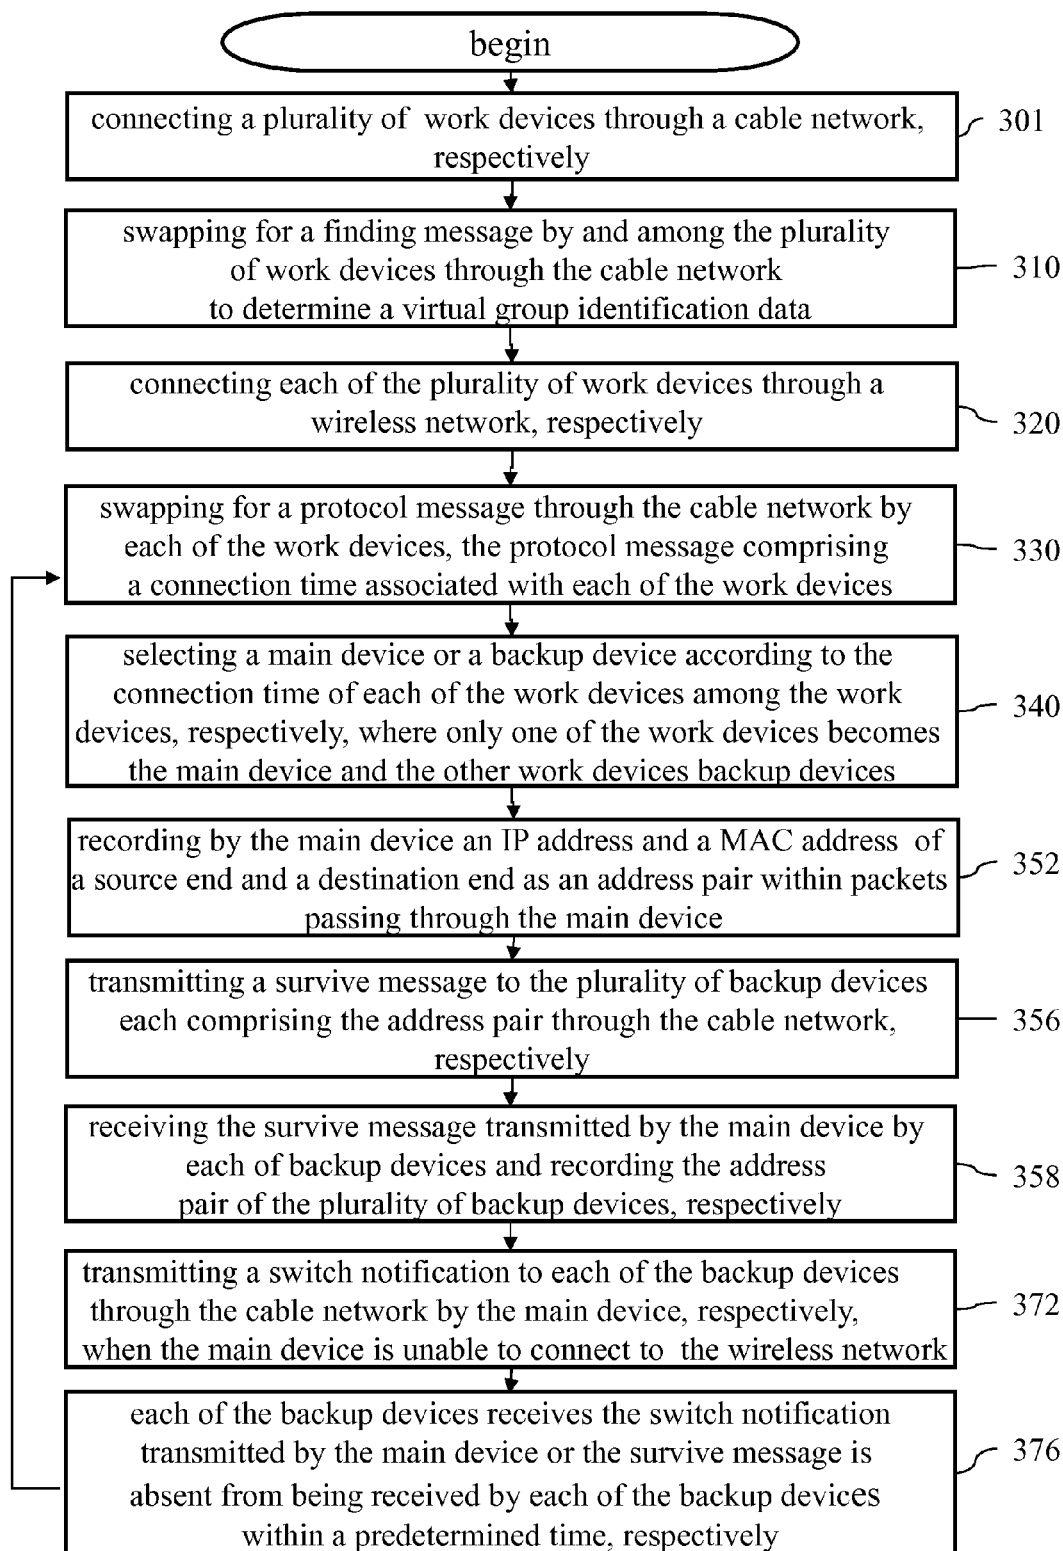 begin
connecting a plurality of work devices through a cable network,
respectively
301
swapping for a finding message by and among the plurality
of work devices through the cable network
to determine a virtual group identification data
310
connecting each of the plurality of work devices through a
wireless network, respectively
320
swapping for a protocol message through the cable network by
each of the work devices, the protocol message comprising
a connection time associated with each of the work devices
330
selecting a main device or a backup device according to the
connection time of each of the work devices among the work
devices, respectively, where only one of the work devices becomes
the main device and the other work devices backup devices
340
recording by the main device an IP address and a MAC address of
a source end and a destination end as an address pair within packets
passing through the main device
352
transmitting a survive message to the plurality of backup devices
each comprising the address pair through the cable network,
respectively
356
receiving the survive message transmitted by the main device by
each of backup devices and recording the address
pair of the plurality of backup devices, respectively
358
transmitting a switch notification to each of the backup devices
through the cable network by the main device, respectively,
when the main device is unable to connect to the wireless network
372
each of the backup devices receives the switch notification
transmitted by the main device or the survive message is
absent from being received by each of the backup devices
within a predetermined time, respectively
376